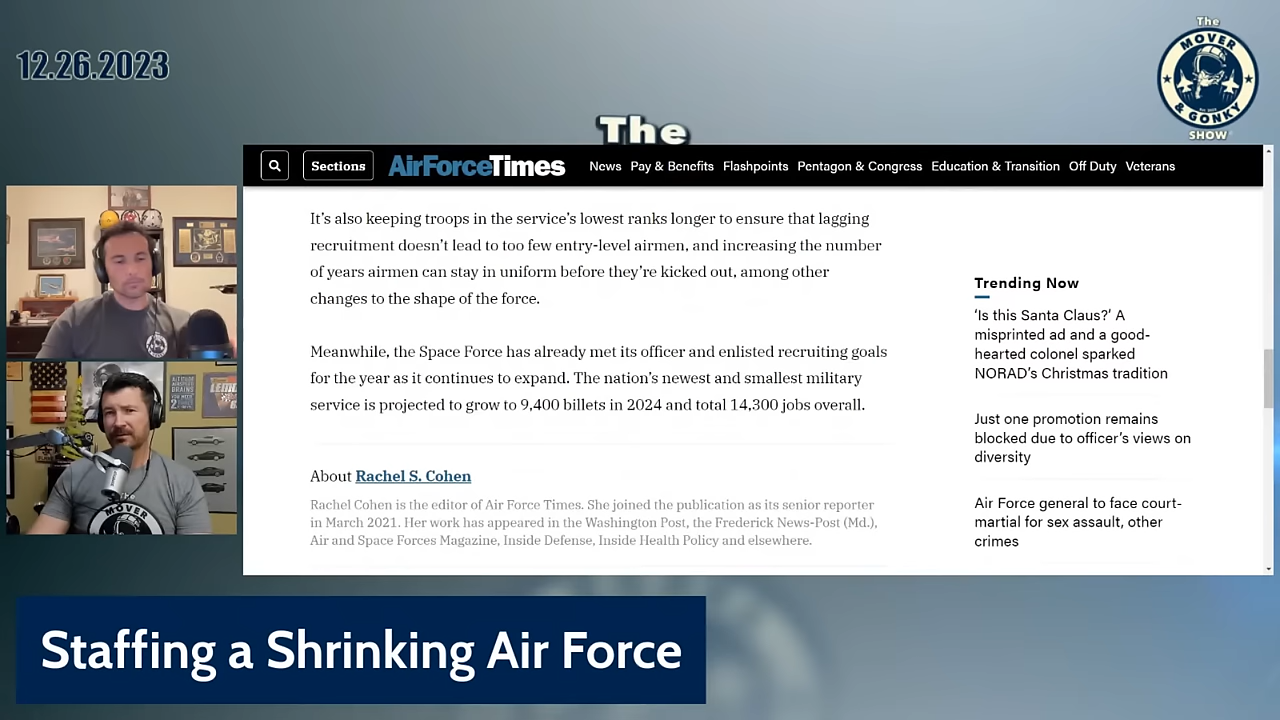 12.26.2023
The
MOVER
& GONKY
SHOW
The
Sections
AirForceTimes
News Pay & Benefits Flashpoints Pentagon & Congress Education & Transition Off Duty Veterans
It’s also keeping troops in the service’s lowest ranks longer to ensure that lagging
recruitment doesn’t lead to too few entry-level airmen, and increasing the number
of years airmen can stay in uniform before they’re kicked out, among other
changes to the shape of the force.
Meanwhile, the Space Force has already met its officer and enlisted recruiting goals
for the year as it continues to expand. The nation’s newest and smallest military
service is projected to grow to 9,400 billets in 2024 and total 14,300 jobs overall.
About Rachel S. Cohen
Rachel Cohen is the editor of Air Force Times. She joined the publication as its senior reporter
in March 2021. Her work has appeared in the Washington Post, the Frederick News-Post (Md.),
Air and Space Forces Magazine, Inside Defense, Inside Health Policy and elsewhere.
Trending Now
‘Is this Santa Claus?’ A
misprinted ad and a good-
hearted colonel sparked
NORAD’s Christmas tradition
Just one promotion remains
blocked due to officer’s views on
diversity
Air Force general to face court-
martial for sex assault, other
crimes
The
MOVER
Staffing a Shrinking Air Force